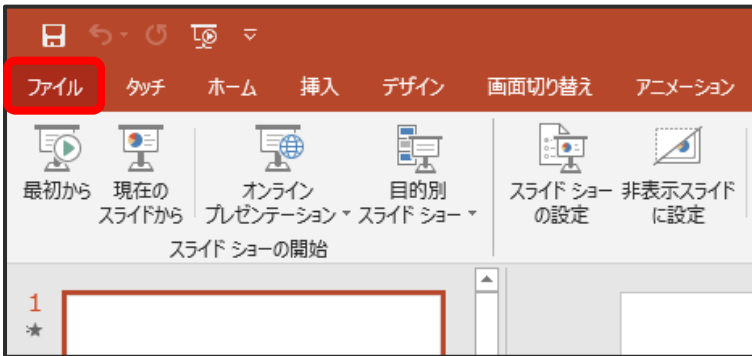 ファイル タッチ ホーム 挿入 デザイン 画面切り替え アニメーション
最初から 現在の オンライン 目的別 スライド ショー 非表示スライド
スライドから プレゼンテーション スライド ショー の設定 に設定
スライド ショーの開始
1